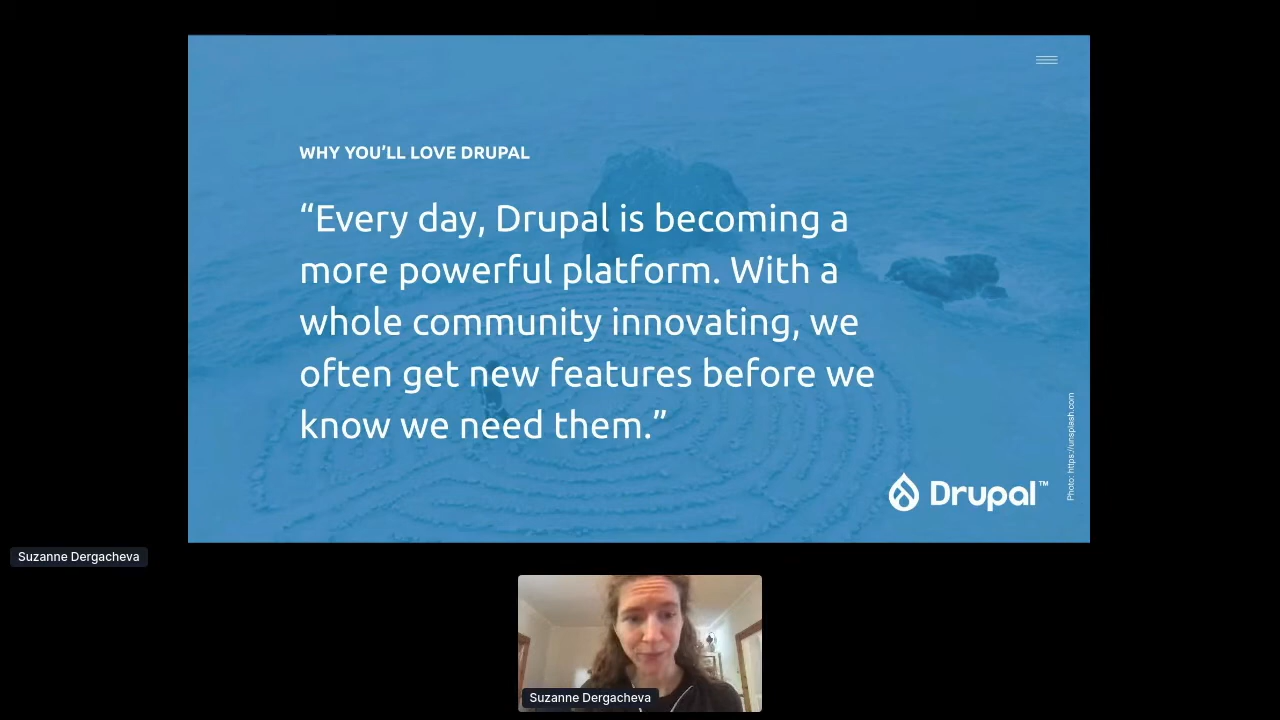 WHY YOU’LL LOVE DRUPAL
“Every day, Drupal is becoming a
more powerful platform. With a
whole community innovating, we
often get new features before we
know we need them.”
Photo: https://unsplash.com
Drupal™
Suzanne Dergacheva
Suzanne Dergacheva